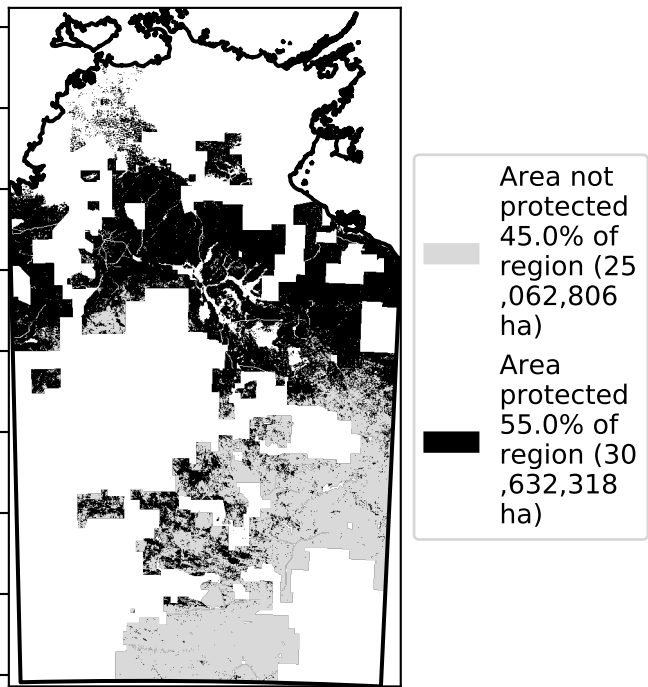 Area not
protected
45.0% of
region (25
,062,806
ha)
Area
protected
55.0% of
region (30
,632,318
ha)